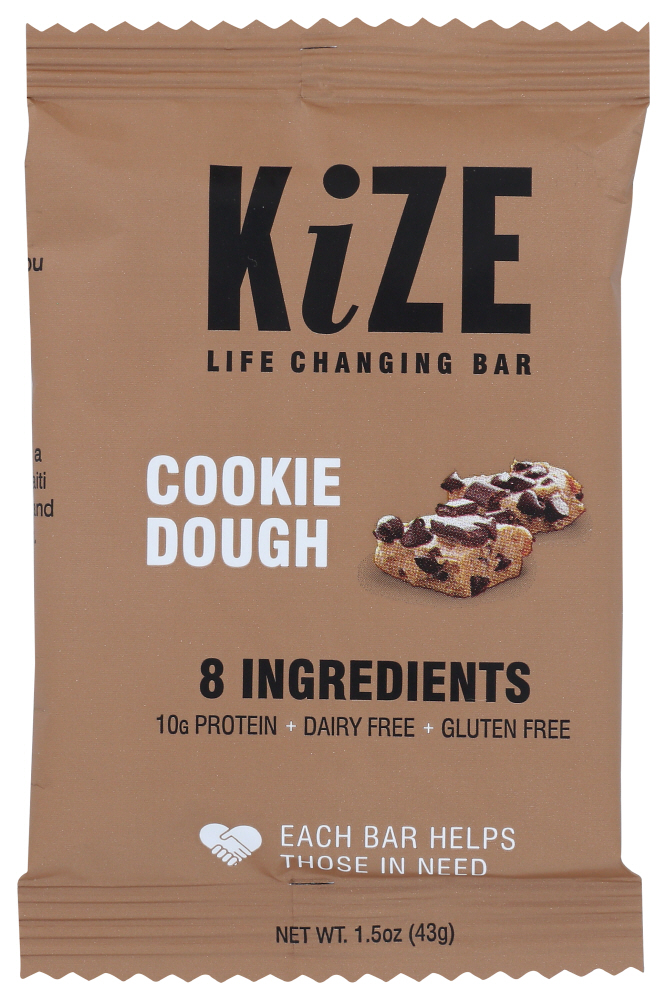 KiZE
LIFE CHANGING BAR
COOKIE
DOUGH
8 INGREDIENTS
10G PROTEIN + DAIRY FREE + GLUTEN FREE
EACH BAR HELPS
THOSE IN NEED
NET WT. 1.5oz (43g)
a